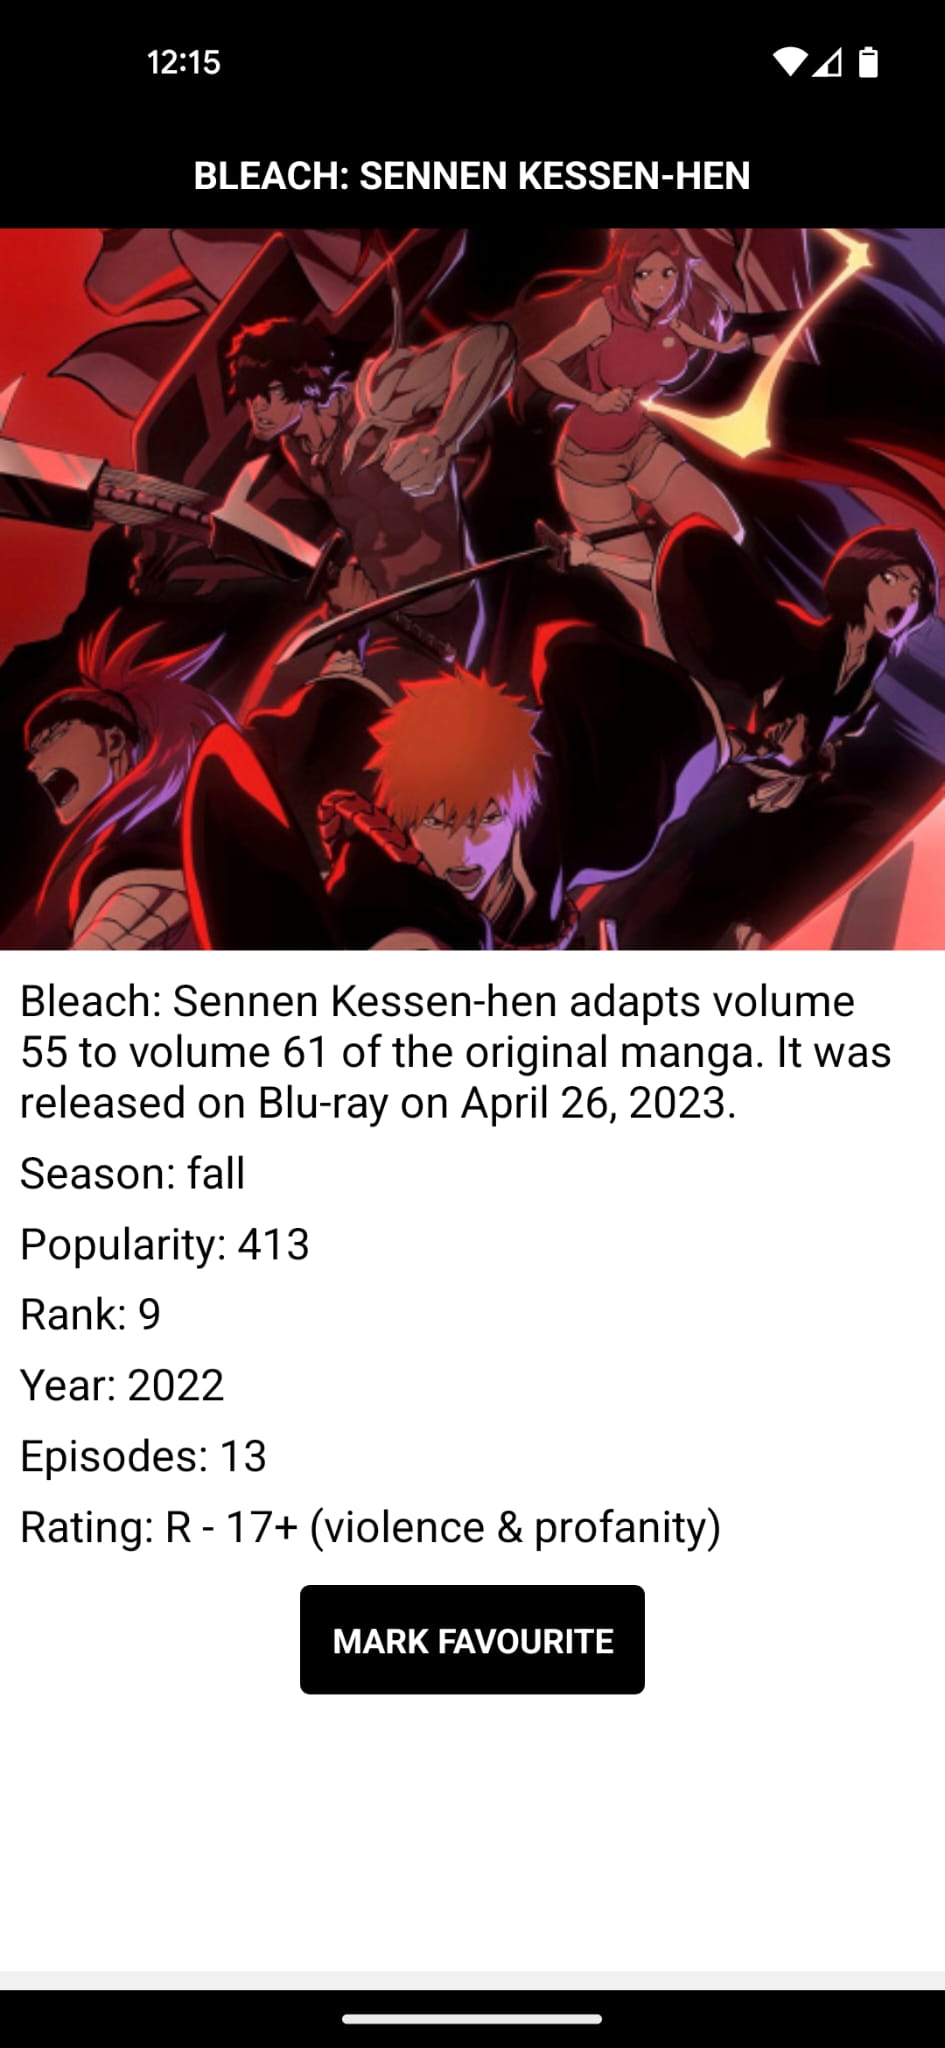 12:15
BLEACH: SENNEN KESSEN-HEN
Bleach: Sennen Kessen-hen adapts volume
55 to volume 61 of the original manga. It was
released on Blu-ray on April 26, 2023.
Season: fall
Popularity: 413
Rank: 9
Year: 2022
Episodes: 13
Rating: R - 17+ (violence & profanity)
MARK FAVOURITE